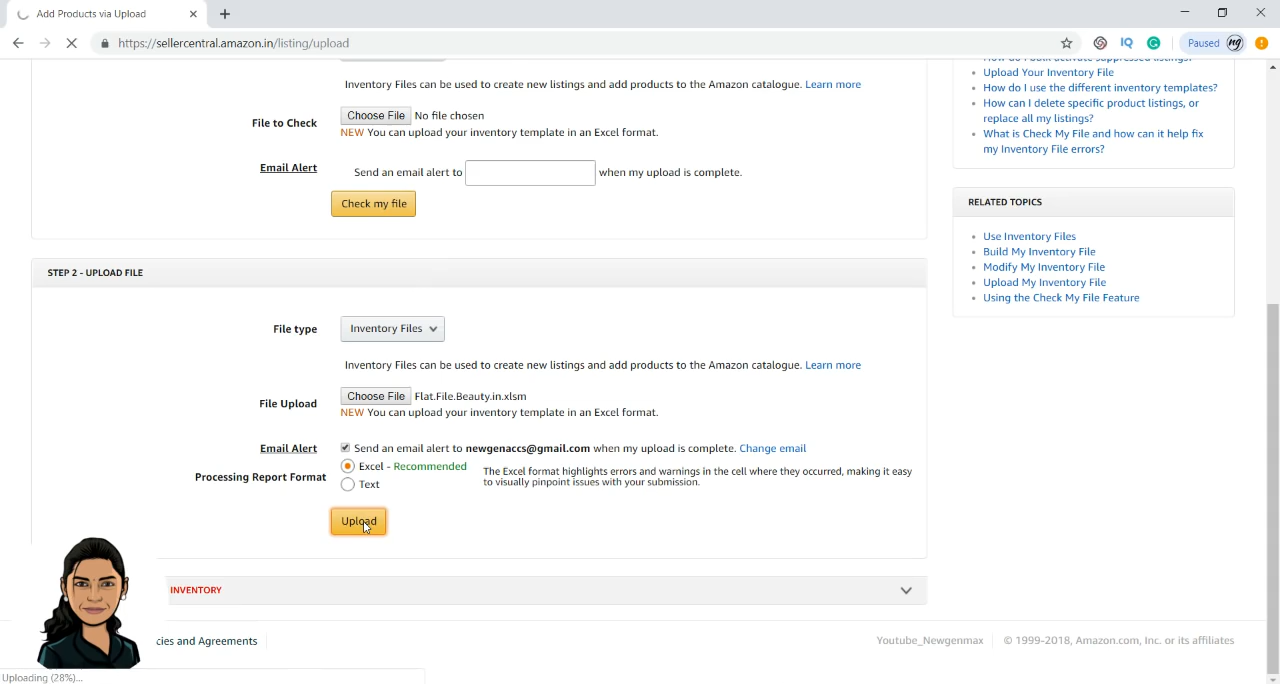 Add Products via Upload
https://sellercentral.amazon.in/listing/upload
IQ
G
Paused
ng
Inventory Files can be used to create new listings and add products to the Amazon catalogue. Learn more
File to Check
Choose File No file chosen
NEW You can upload your inventory template in an Excel format.
Email Alert
Send an email alert to when my upload is complete.
Check my file
STEP 2 - UPLOAD FILE
File type
Inventory Files
Inventory Files can be used to create new listings and add products to the Amazon catalogue. Learn more
File Upload
Choose File Flat.File.Beauty.in.xlsm
NEW You can upload your inventory template in an Excel format.
Email Alert
Send an email alert to newgenaccs@gmail.com when my upload is complete. Change email
Processing Report Format
Excel - Recommended
Text
The Excel format highlights errors and warnings in the cell where they occurred, making it easy
to visually pinpoint issues with your submission.
Upload
INVENTORY
How do I bulk activate suppressed listings?
Upload Your Inventory File
How do I use the different inventory templates?
How can I delete specific product listings, or
replace all my listings?
What is Check My File and how can it help fix
my Inventory File errors?
RELATED TOPICS
Use Inventory Files
Build My Inventory File
Modify My Inventory File
Upload My Inventory File
Using the Check My File Feature
cies and Agreements
Youtube_Newgenmax
© 1999-2018, Amazon.com, Inc. or its affiliates
Uploading (28%)...